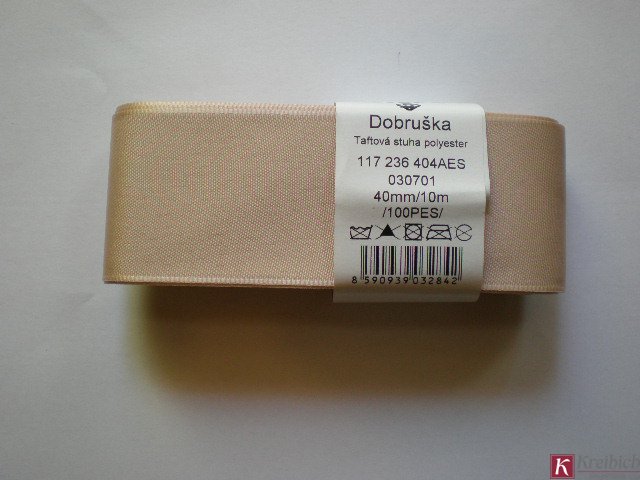 Dobruška
Taftová stuha polyester
117 236 404AES
030701
40mm/10m
/100PES/
8 590939 032842
K Kreibich